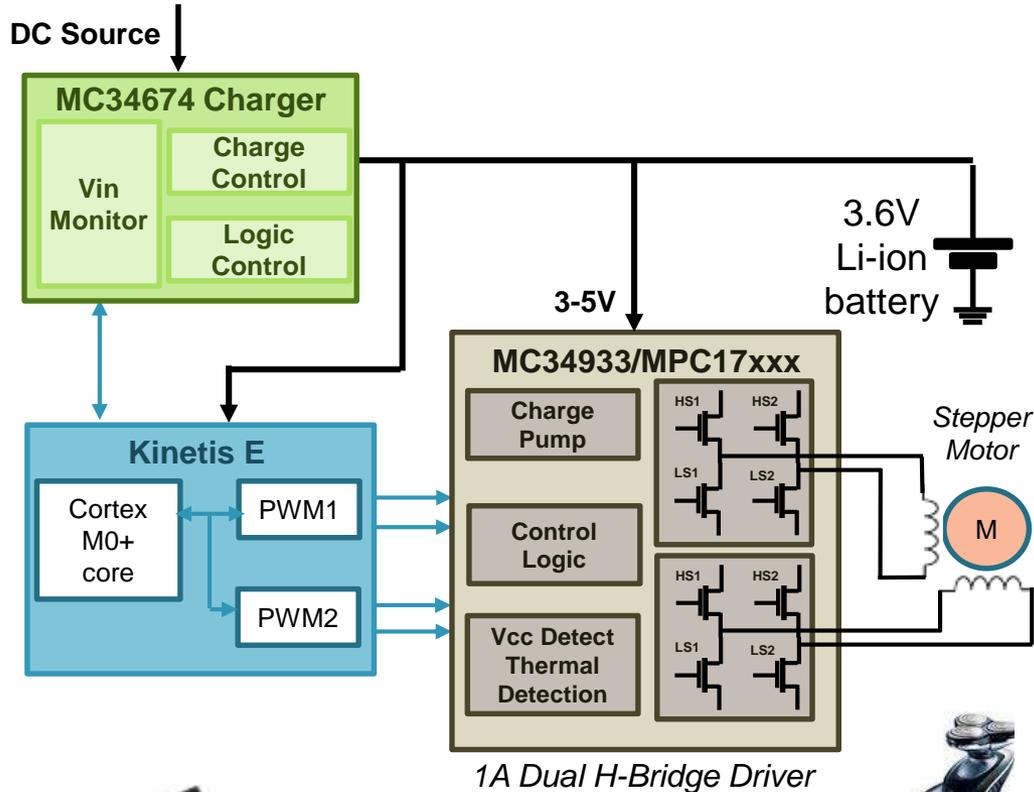 DC Source
MC34674 Charger
Vin
Monitor
Charge
Control
Logic
Control
3.6V
Li-ion
battery
3-5V
MC34933/MPC17xxx
Charge
Pump
Control
Logic
Vcc Detect
Thermal
Detection
HS1
HS2
LS1
LS2
HS1
HS2
LS1
LS2
Stepper
Motor
M
Kinetis E
Cortex
M0+
core
PWM1
PWM2
1A Dual H-Bridge Driver